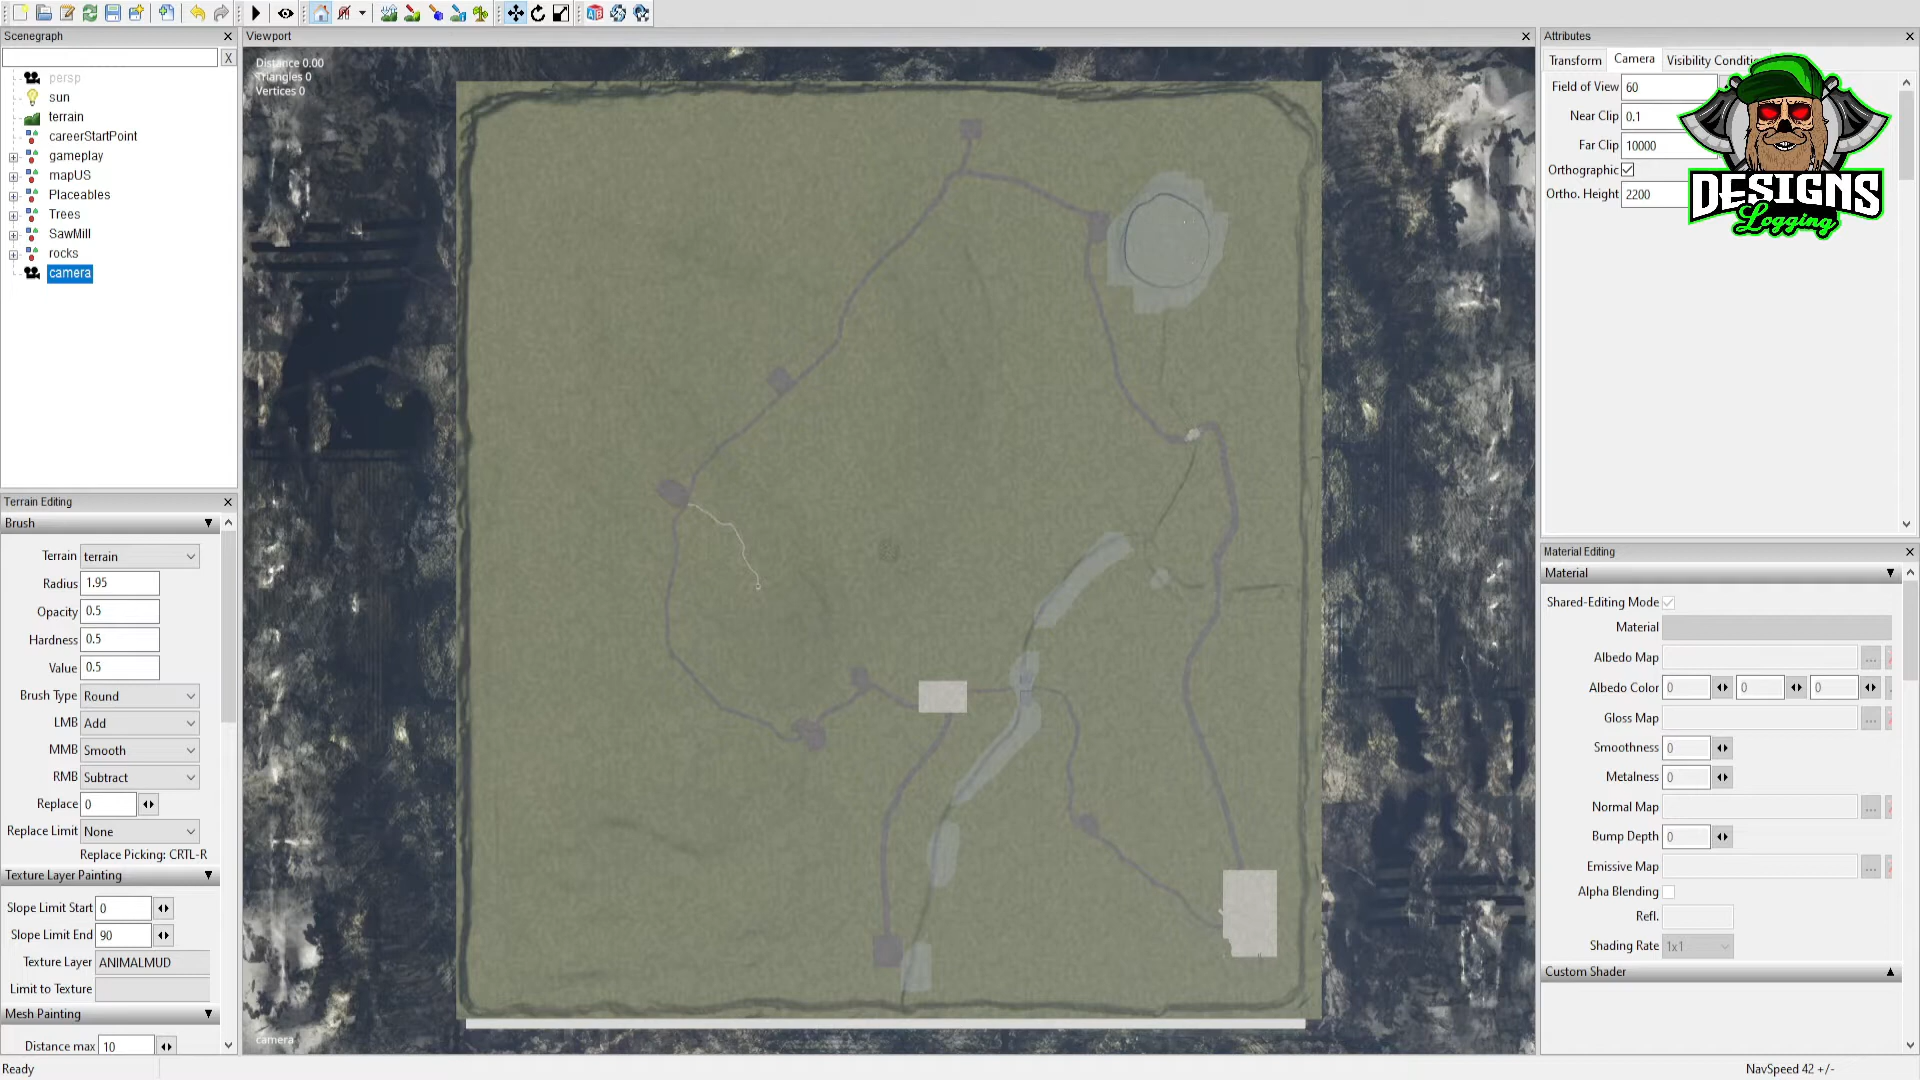 Scenegraph
X
persp
sun
terrain
careerStartPoint
gameplay
mapUS
Placeables
Trees
SawMill
rocks
camera
Terrain Editing
Brush
Terrain terrain
Radius 1.95
Opacity 0.5
Hardness 0.5
Value 0.5
Brush Type Round
LMB Add
MMB Smooth
RMB Subtract
Replace 0
Replace Limit None
Replace Picking: CRTL-R
Texture Layer Painting
Slope Limit Start 0
Slope Limit End 90
Texture Layer ANIMALMUD
Limit to Texture
Mesh Painting
Distance max 10
Ready
Viewport
Distance 0.00
Triangles 0
Vertices 0
camera
Attributes
Transform Camera Visibility
Field of View 60
Near Clip 0.1
Far Clip 10000
Orthographic
Ortho. Height 2200
DESIGNS
Logging
Material Editing
Material
Shared-Editing Mode
Material
Albedo Map ...
Albedo Color 0 0 0
Gloss Map ...
Smoothness 0
Metalness 0
Normal Map ...
Bump Depth 0
Emissive Map ...
Alpha Blending
Refl.
Shading Rate 1x1
Custom Shader
NavSpeed 42 +/-